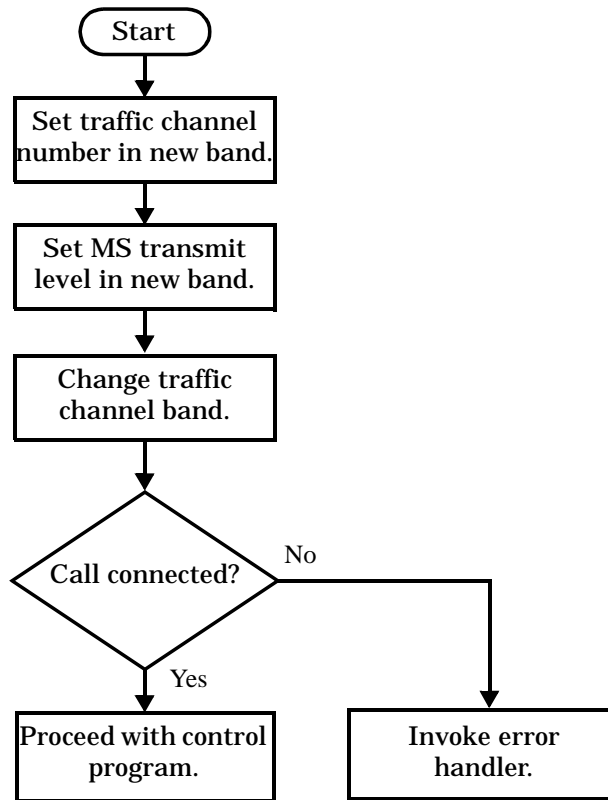 Start
Set traffic channel
number in new band.
Set MS transmit
level in new band.
Change traffic
channel band.
Call connected?
No
Yes
Proceed with control
program.
Invoke error
handler.